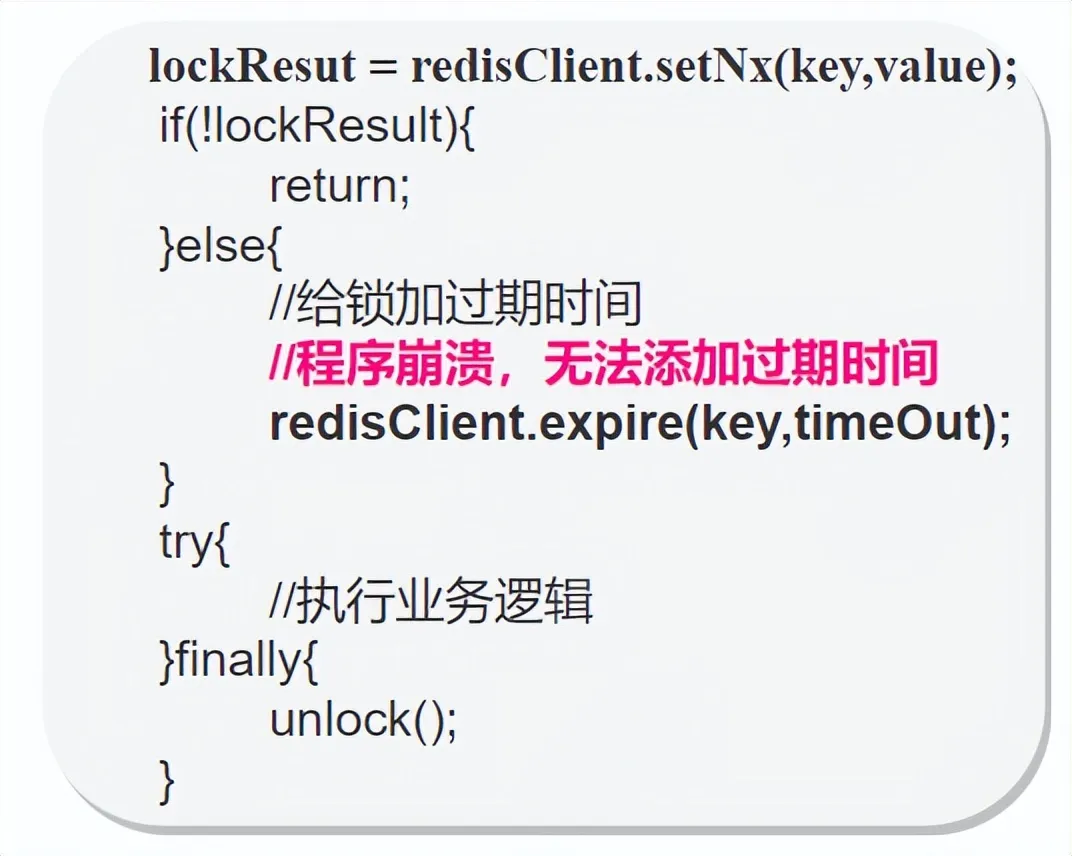 lockResut = redisClient.setNx(key,value);
if(!lockResult){
return;
}else{
//给锁加过期时间
//程序崩溃，无法添加过期时间
redisClient.expire(key,timeOut);
}
try{
//执行业务逻辑
}finally{
unlock();
}